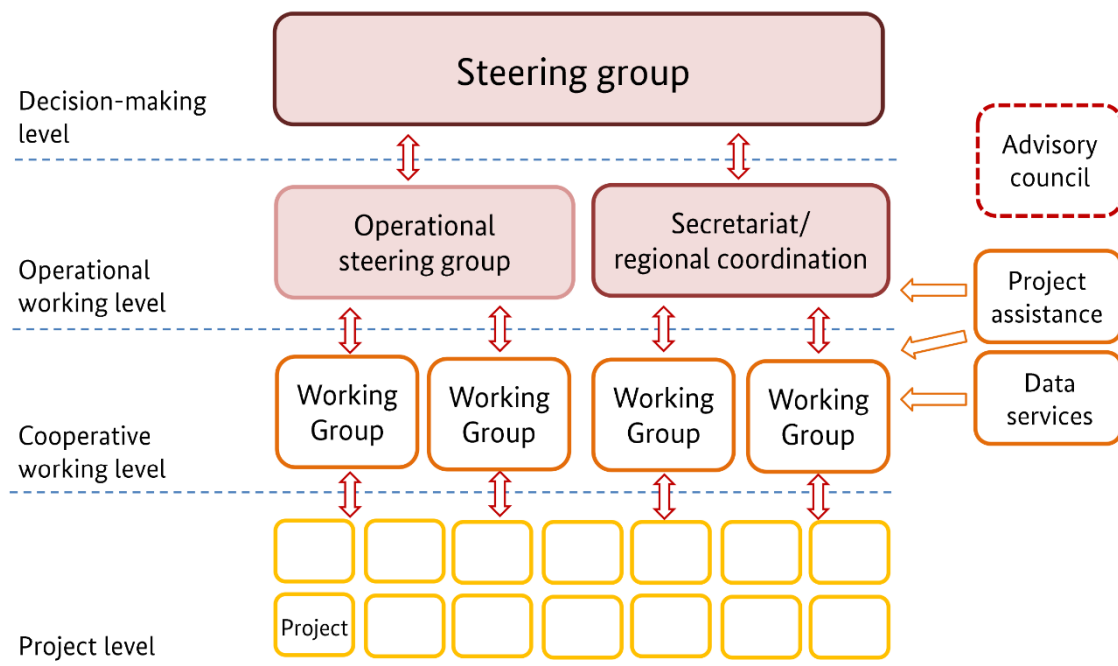 Steering group
Decision-making
level
Advisory
council
Operational
steering group
Secretariat/
regional coordination
Operational
working level
Project
assistance
Working
Group
Working
Group
Working
Group
Working
Group
Data
services
Cooperative
working level
Project
Project level